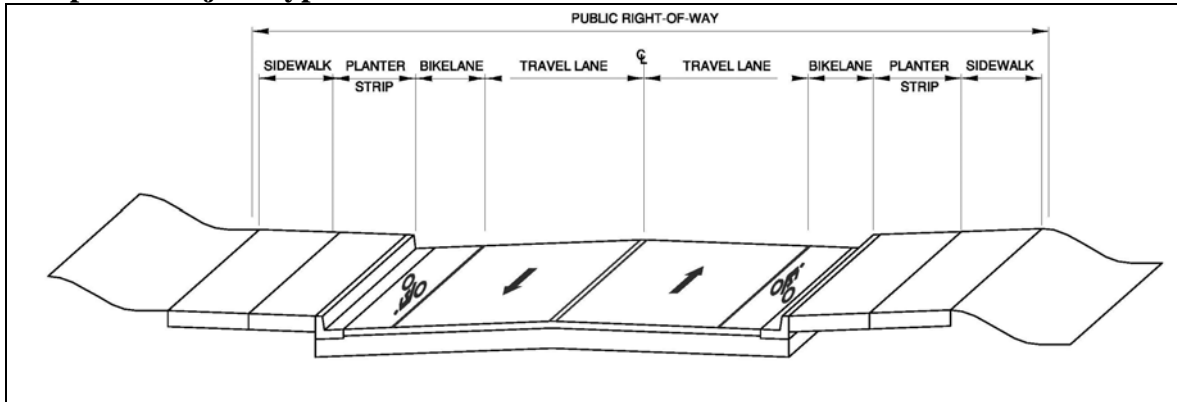 PUBLIC RIGHT-OF-WAY
℄
SIDEWALK PLANTER BIKELANE TRAVEL LANE TRAVEL LANE BIKELANE PLANTER SIDEWALK
STRIP STRIP